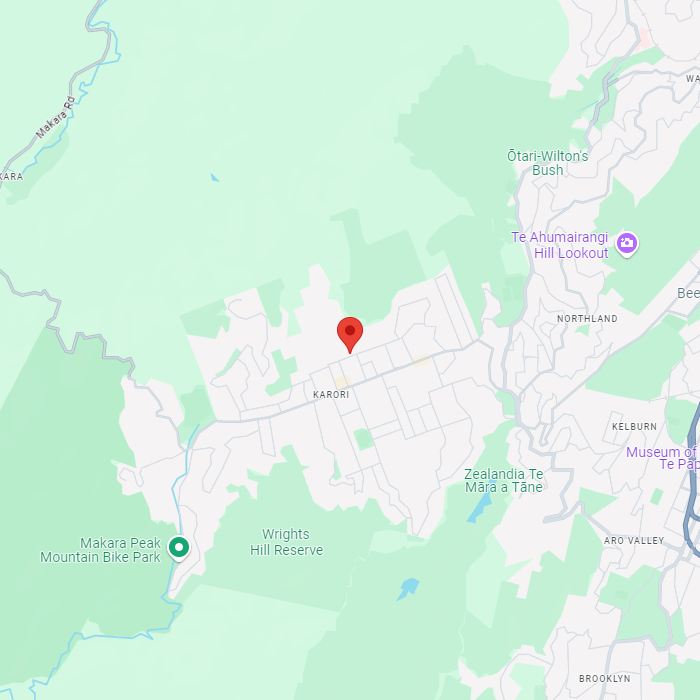 Makara Rd
KARA
WA
Ōtari-Wilton's
Bush
Te Ahumairangi
Hill Lookout
Bee
NORTHLAND
KARORI
KELBURN
Museum of
Te Pap
Zealandia Te
Māra a Tāne
Wrights
Hill Reserve
Makara Peak
Mountain Bike Park
ARO VALLEY
BROOKLYN